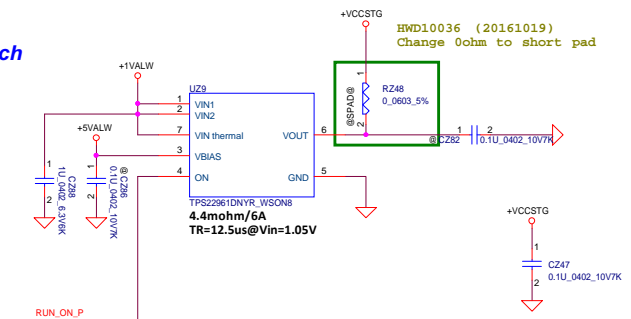 ch
+VCCSTG
HWD10036 (20161019)
Change 0ohm to short pad
+1VALW
UZ9
1
2
7
3
4
VIN1
VIN2
VIN thermal
VBIAS
ON
VOUT
GND
6
5
TPS22961DNYR_WSON8
4.4mohm/6A
TR=12.5us@Vin=1.05V
+5VALW
1
2
CZ88
1U_0402_6.3V6K
1
2
@CZ86
0.1U_0402_10V7K
1
2
@SPAD@
RZ48
0_0603_5%
@CZ82
1
2
0.1U_0402_10V7K
+VCCSTG
1
2
CZ47
0.1U_0402_10V7K
RUN_ON_P